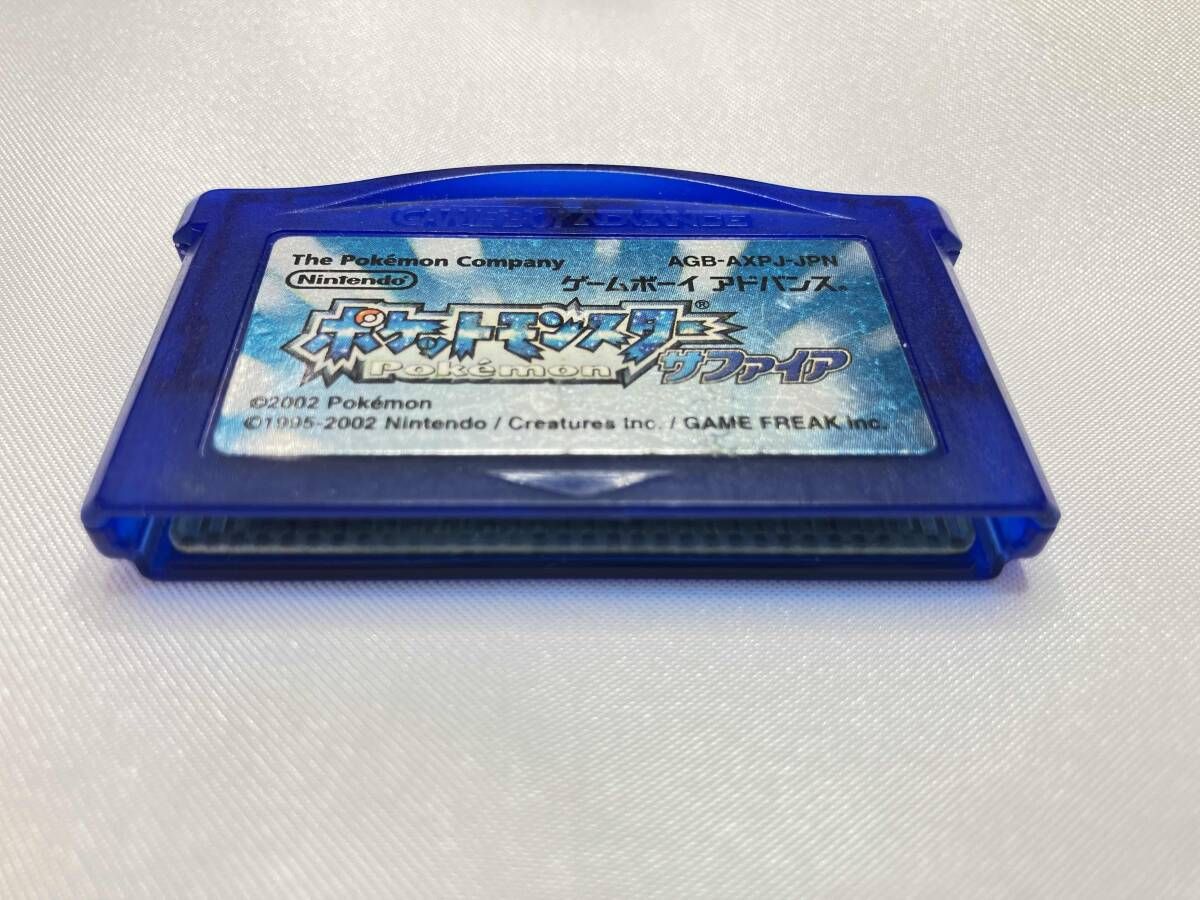 GAME BOY ADVANCE
The Pokémon Company AGB-AXPJ-JPN
Nintendo® ゲームボーイ アドバンス®
ポケットモンスター®
Pokémon サファイア
©2002 Pokémon
©1995-2002 Nintendo / Creatures inc. / GAME FREAK inc.